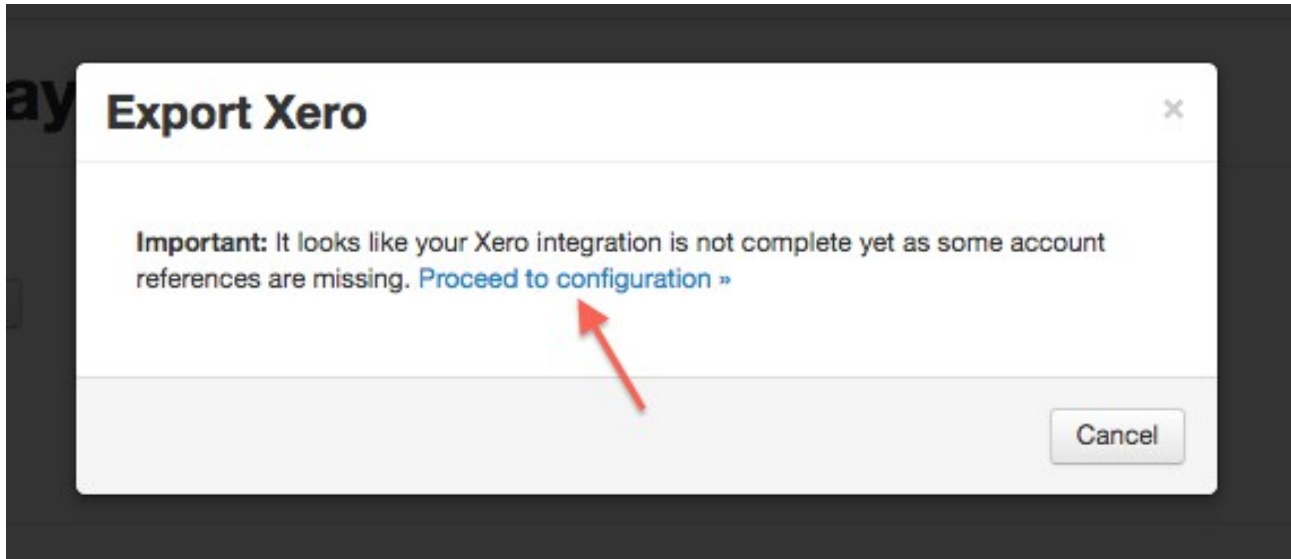 ay
Export Xero
×
Important: It looks like your Xero integration is not complete yet as some account
references are missing. Proceed to configuration »
Cancel